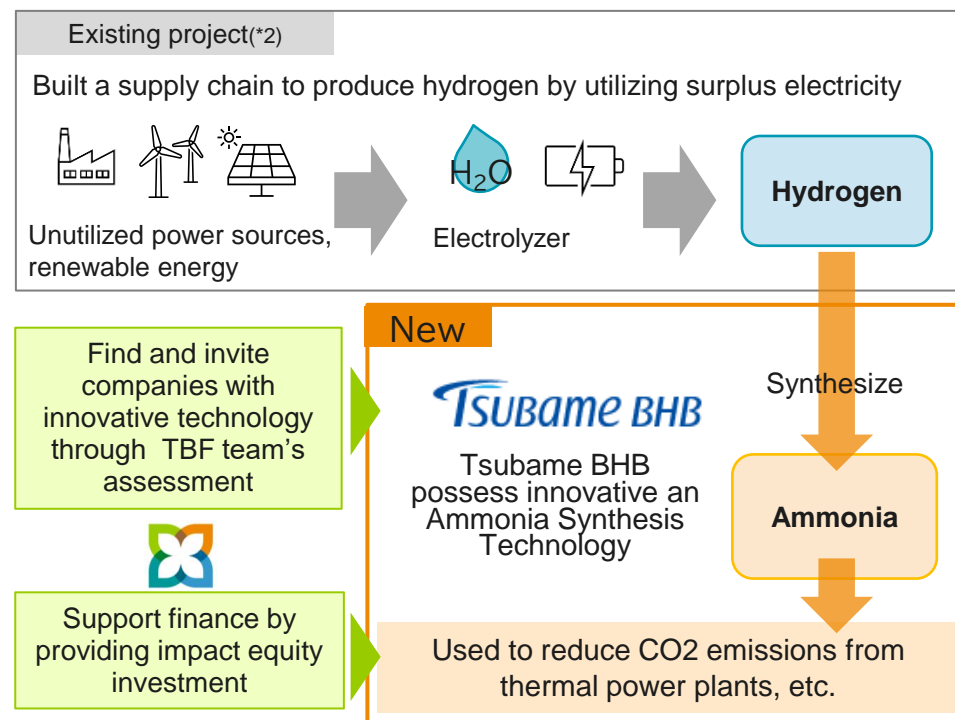 Existing project(*2)
Built a supply chain to produce hydrogen by utilizing surplus electricity
H₂O
Unutilized power sources,
renewable energy
Electrolyzer
Hydrogen
Find and invite
companies with
innovative technology
through TBF team's
assessment
Support finance by
providing impact equity
investment
New
TSUBAME BHB
Tsubame BHB
possess innovative an
Ammonia Synthesis
Technology
Synthesize
Ammonia
Used to reduce CO2 emissions from
thermal power plants, etc.